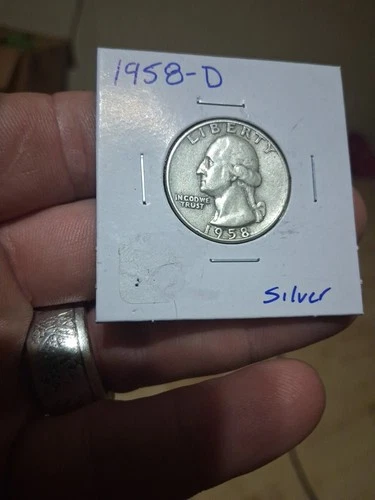 1958-D
LIBERTY
IN GOD WE
TRUST
1958
Silver